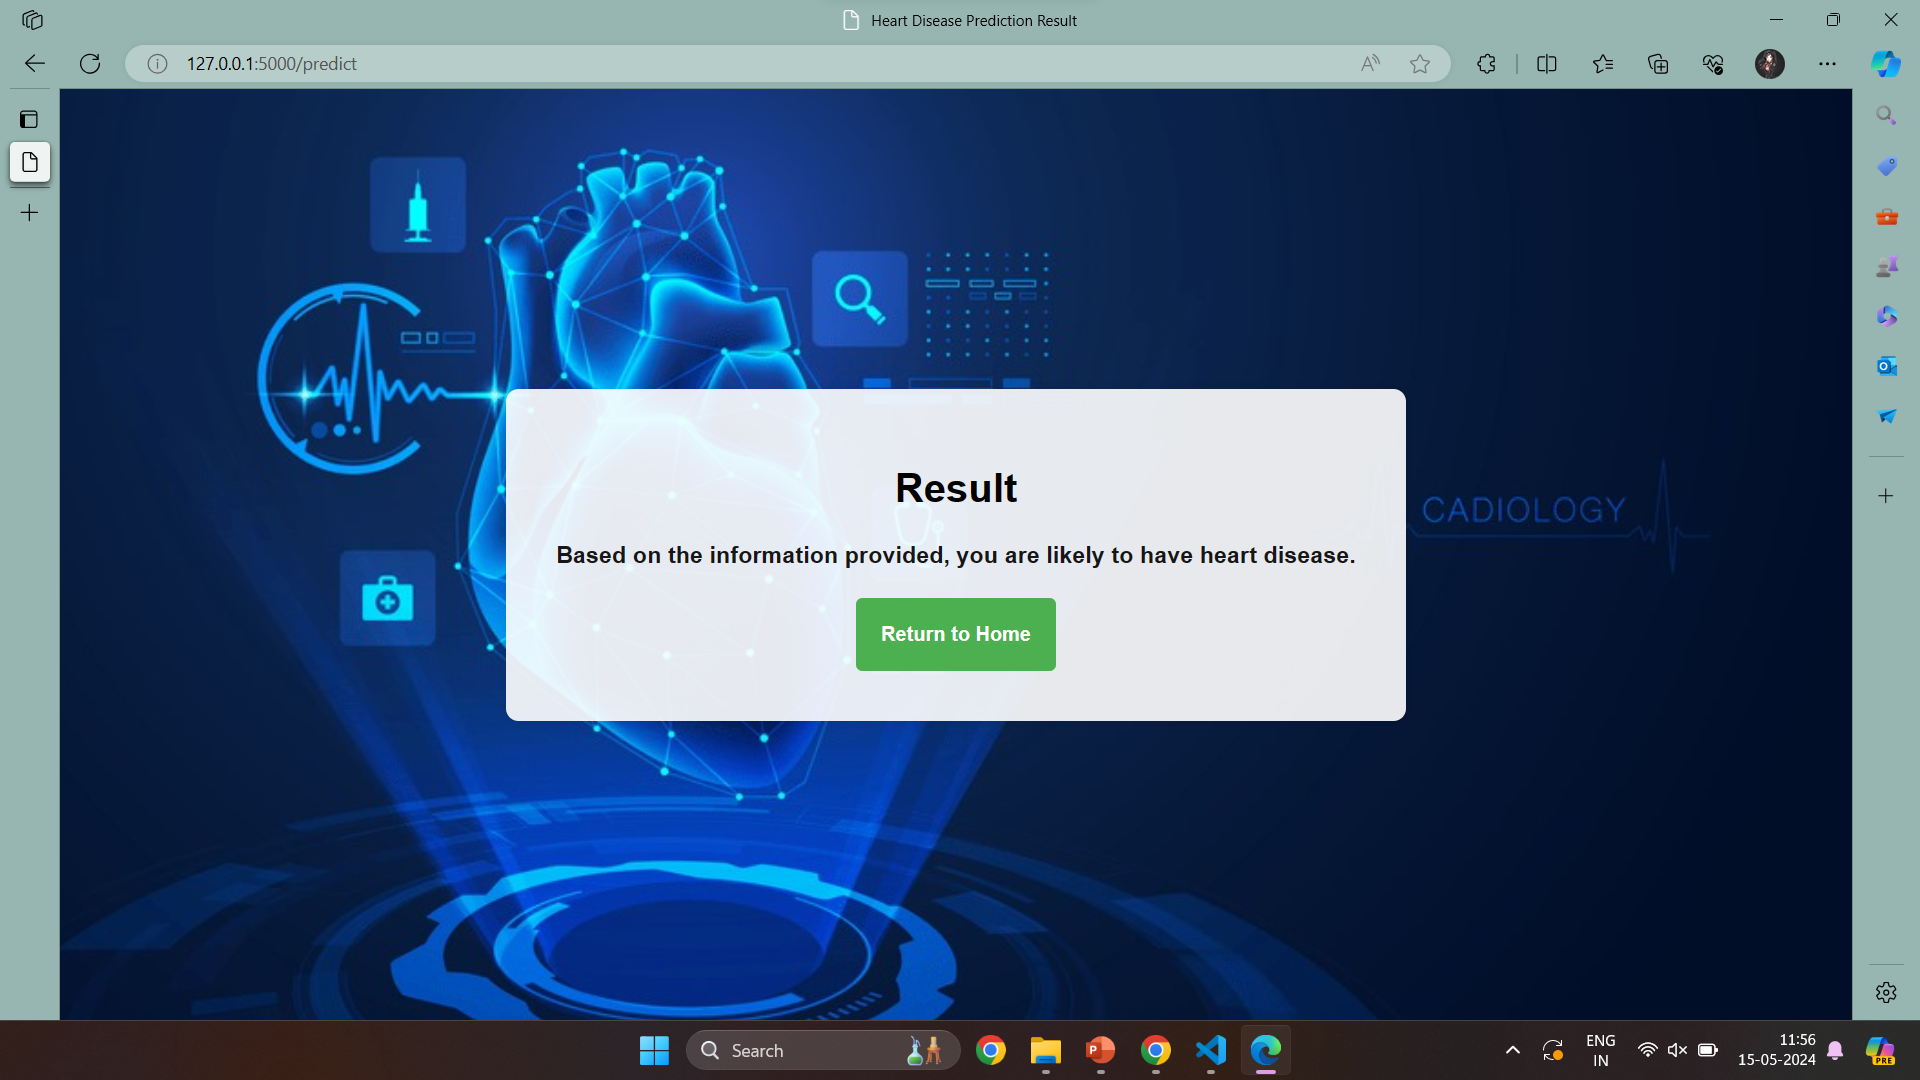 Heart Disease Prediction Result
127.0.0.1:5000/predict
Result
Based on the information provided, you are likely to have heart disease.
Return to Home
CADIOLOGY
Search
ENG
IN
11:56
15-05-2024
PRE